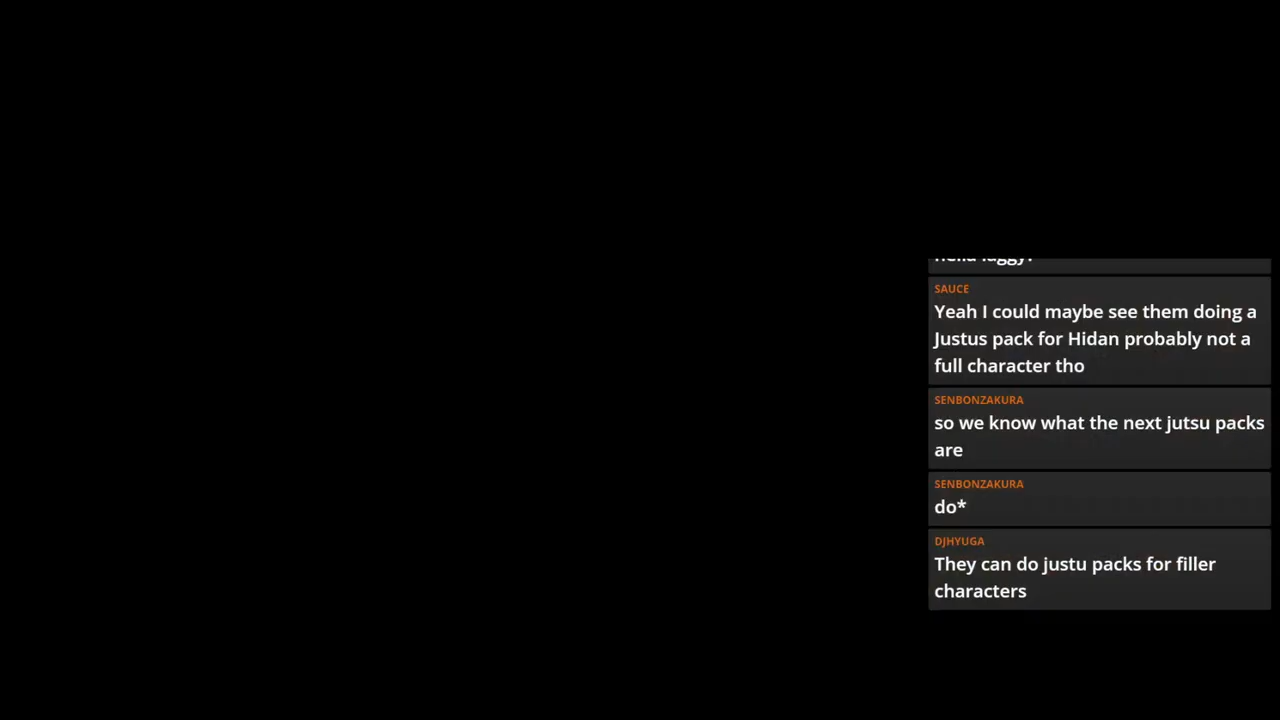 SAUCE
Yeah I could maybe see them doing a
Justus pack for Hidan probably not a
full character tho
SENBONZAKURA
so we know what the next jutsu packs
are
SENBONZAKURA
do*
DJHYUGA
They can do justu packs for filler
characters